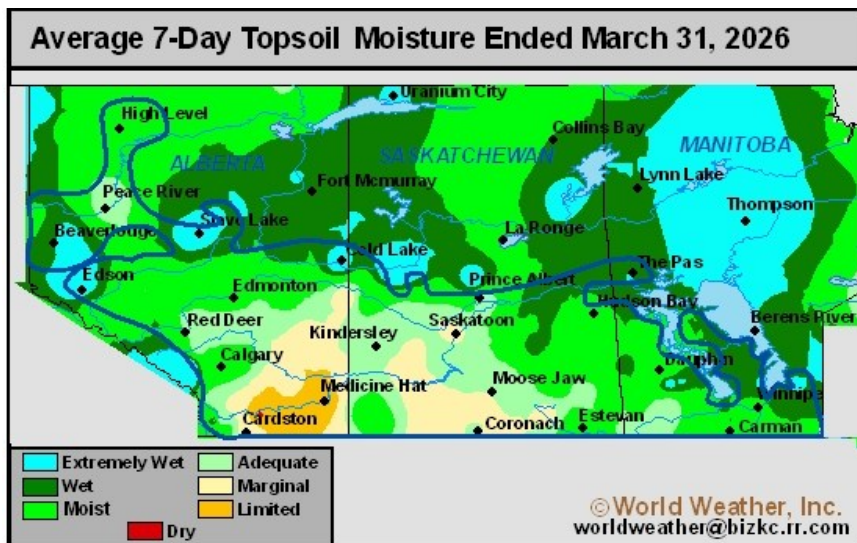 Average 7-Day Topsoil Moisture Ended March 31, 2026
Uranium City
High Level
Collins Bay
MANITOBA
ALBERTA
SASKATCHEWAN
Fort Mcmurray
Lynn Lake
Peace River
Thompson
Slave Lake
Beaverlodge
La Ronge
Cold Lake
The Pas
Edson
Edmonton
Prince Albert
Hudson Bay
Red Deer
Kindersley
Saskatoon
Berens River
Calgary
Dauphin
Medicine Hat
Moose Jaw
Winnipe
Cardston
Coronach
Estevan
Carman
Extremely Wet
Adequate
Wet
Marginal
Moist
Limited
Dry
©World Weather, Inc.
worldweather@bizkc.rr.com